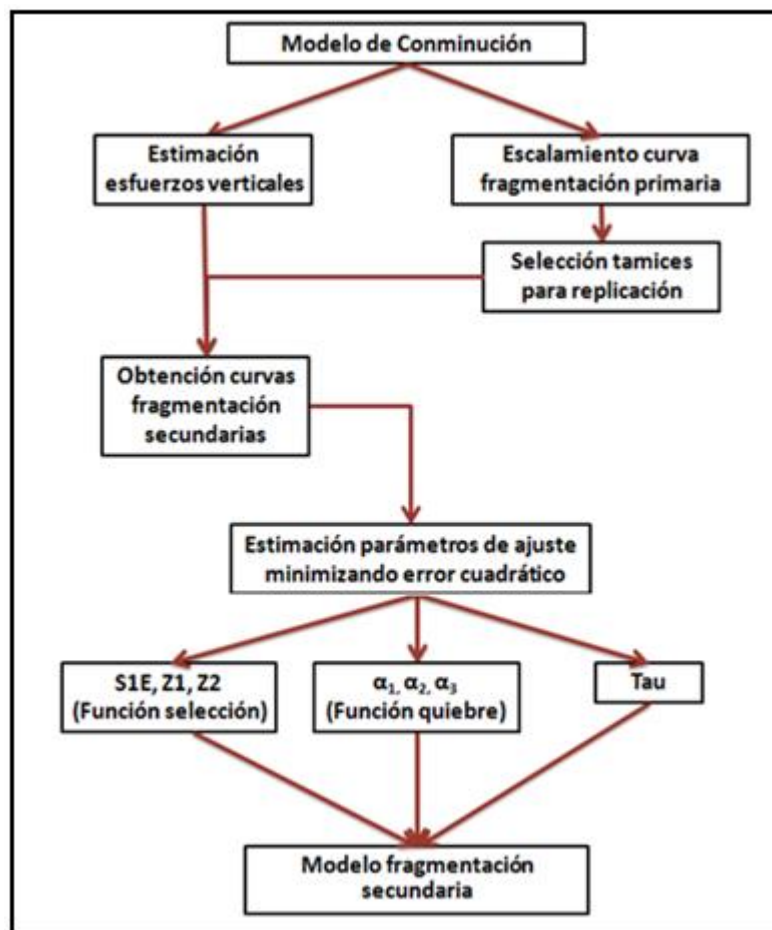 Modelo de Conminución
Estimación
esfuerzos verticales
Escalamiento curva
fragmentación primaria
Selección tamices
para replicación
Obtención curvas
fragmentación
secundarias
Estimación parámetros de ajuste
minimizando error cuadrático
S1E, Z1, Z2
(Función selección)
α₁, α₂, α₃
(Función quiebre)
Tau
Modelo fragmentación
secundaria